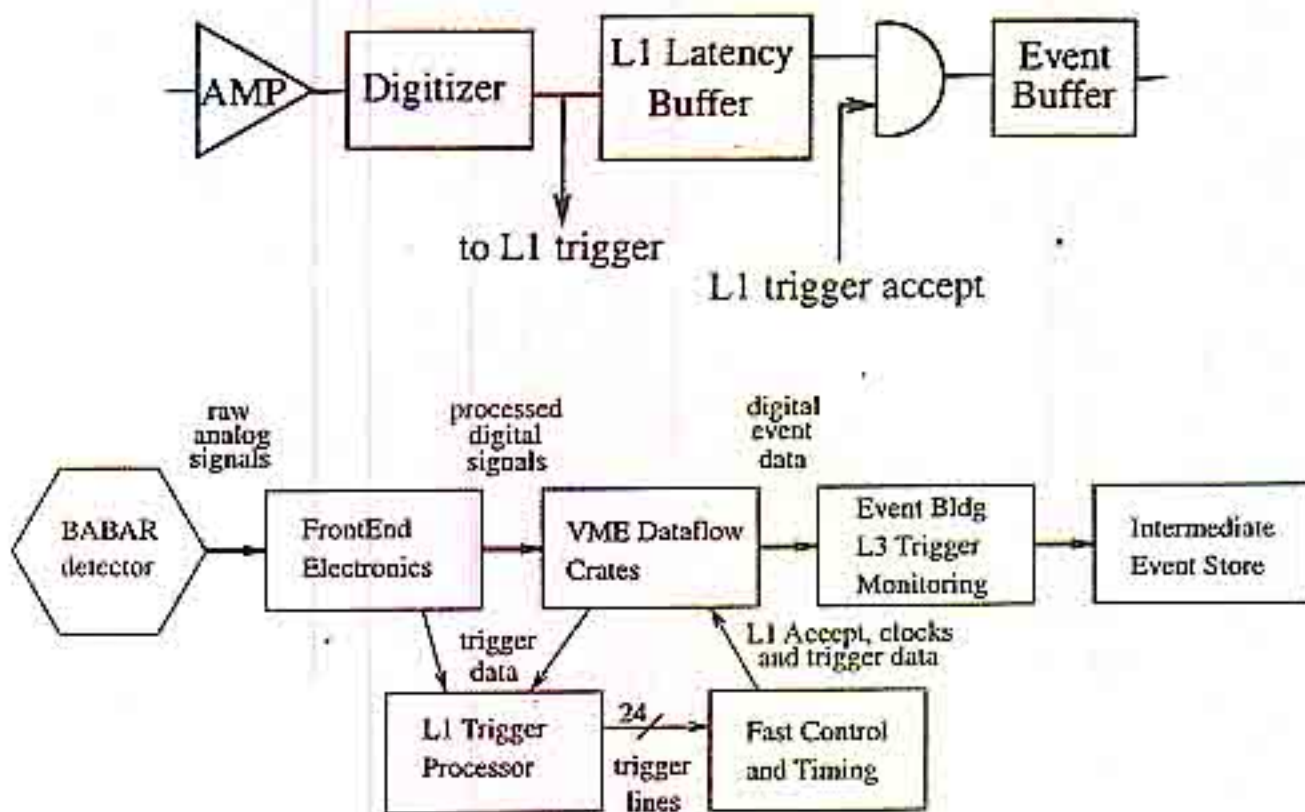 AMP
Digitizer
L1 Latency
Buffer
Event
Buffer
to L1 trigger
L1 trigger accept
raw
analog
signals
processed
digital
signals
digital
event
data
BABAR
detector
FrontEnd
Electronics
VME Dataflow
Crates
Event Bldg
L3 Trigger
Monitoring
Intermediate
Event Store
trigger
data
L1 Accept, clocks
and trigger data
L1 Trigger
Processor
24
trigger
lines
Fast Control
and Timing